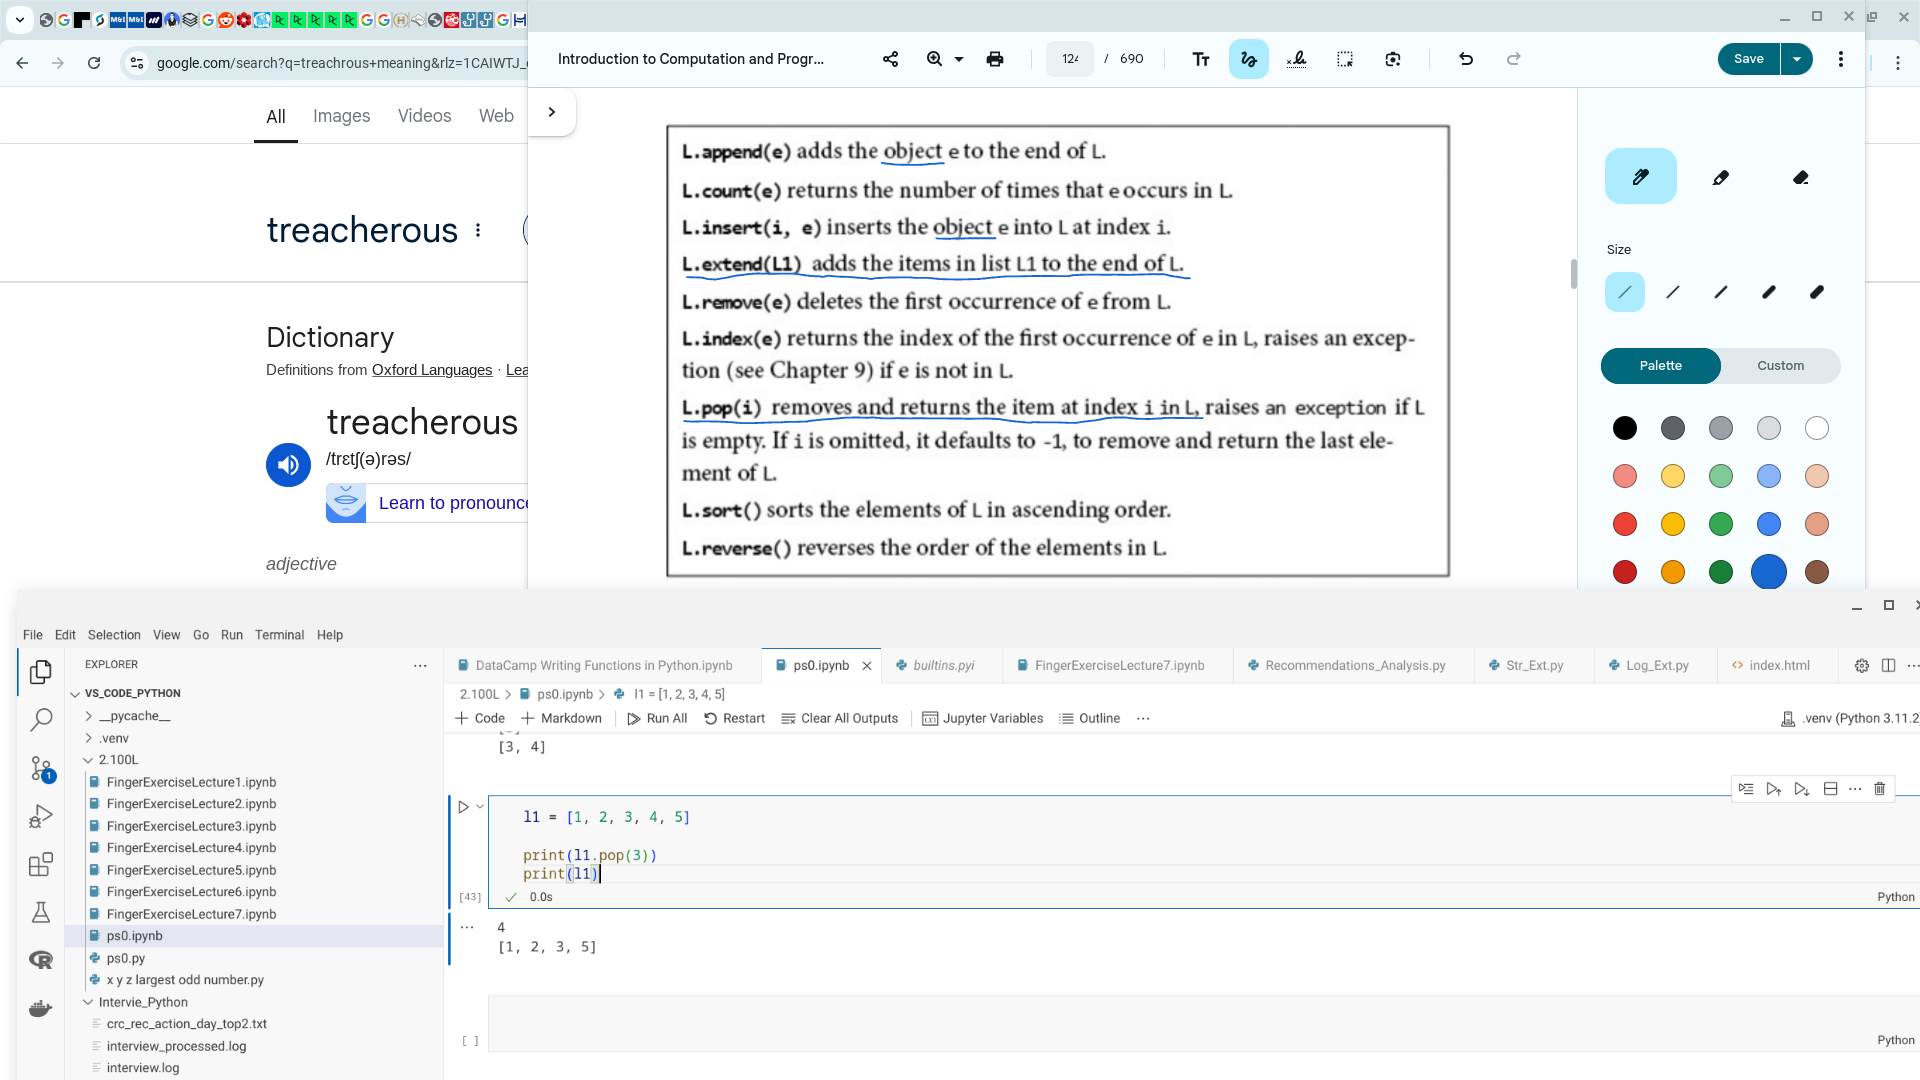 google.com/search?q=treachrous+meaning&rlz=1CAIWTJ_
All Images Videos Web
treacherous
Dictionary
Definitions from Oxford Languages · Lea
treacherous
/ˈtrɛtʃ(ə)rəs/
Learn to pronounce
adjective
Introduction to Computation and Progr...
124 / 690
Save
L.append(e) adds the object e to the end of L.
L.count(e) returns the number of times that e occurs in L.
L.insert(i, e) inserts the object e into L at index i.
L.extend(L1) adds the items in list L1 to the end of L.
L.remove(e) deletes the first occurrence of e from L.
L.index(e) returns the index of the first occurrence of e in L, raises an excep-
tion (see Chapter 9) if e is not in L.
L.pop(i) removes and returns the item at index i in L, raises an exception if L
is empty. If i is omitted, it defaults to -1, to remove and return the last ele-
ment of L.
L.sort() sorts the elements of L in ascending order.
L.reverse() reverses the order of the elements in L.
Size
Palette Custom
File Edit Selection View Go Run Terminal Help
EXPLORER
VS_CODE_PYTHON
__pycache__
.venv
2.100L
FingerExerciseLecture1.ipynb
FingerExerciseLecture2.ipynb
FingerExerciseLecture3.ipynb
FingerExerciseLecture4.ipynb
FingerExerciseLecture5.ipynb
FingerExerciseLecture6.ipynb
FingerExerciseLecture7.ipynb
ps0.ipynb
ps0.py
x y z largest odd number.py
Intervie_Python
crc_rec_action_day_top2.txt
interview_processed.log
interview.log
1
DataCamp Writing Functions in Python.ipynb ps0.ipynb builtins.pyi FingerExerciseLecture7.ipynb Recommendations_Analysis.py Str_Ext.py Log_Ext.py index.html
2.100L > ps0.ipynb > l1 = [1, 2, 3, 4, 5]
Code Markdown Run All Restart Clear All Outputs Jupyter Variables Outline .venv (Python 3.11.2
[3, 4]
l1 = [1, 2, 3, 4, 5]
print(l1.pop(3))
print(l1)
[43] 0.0s Python
4
[1, 2, 3, 5]
[ ] Python